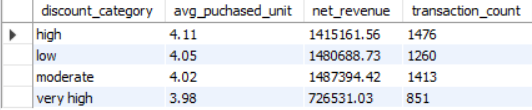 discount_category avg_puchased_unit net_revenue transaction_count
high 4.11 1415161.56 1476
low 4.05 1480688.73 1260
moderate 4.02 1487394.42 1413
very high 3.98 726531.03 851